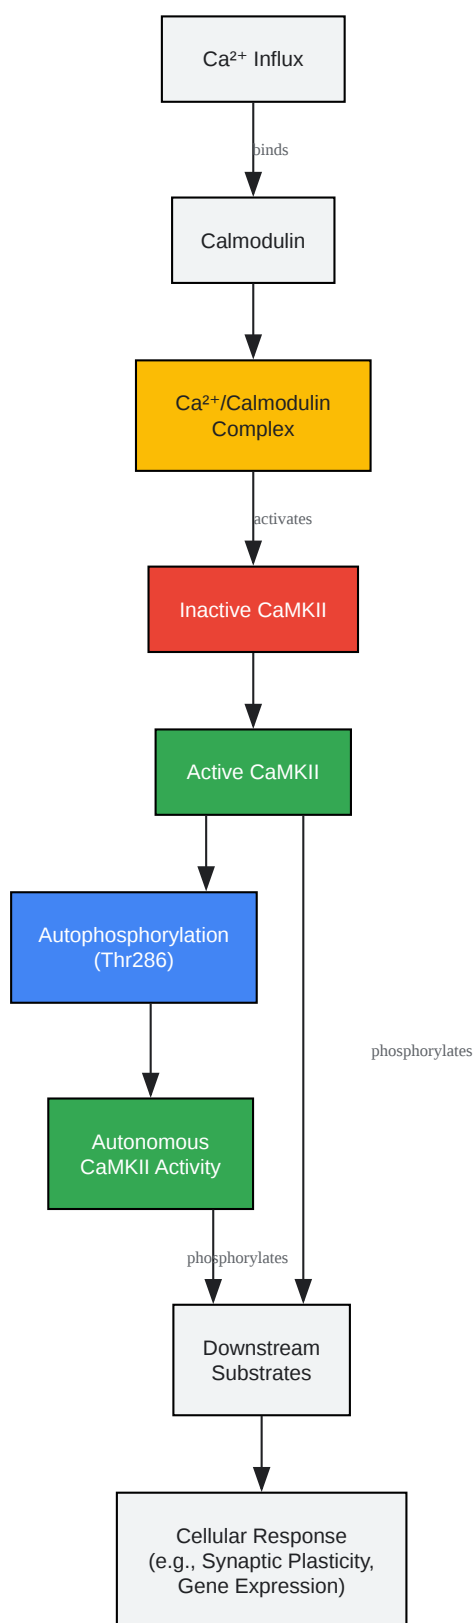 Ca²⁺ Influx
binds
Calmodulin
Ca²⁺/Calmodulin
Complex
activates
Inactive CaMKII
Active CaMKII
Autophosphorylation
(Thr286)
phosphorylates
Autonomous
CaMKII Activity
phosphorylates
Downstream
Substrates
Cellular Response
(e.g., Synaptic Plasticity,
Gene Expression)